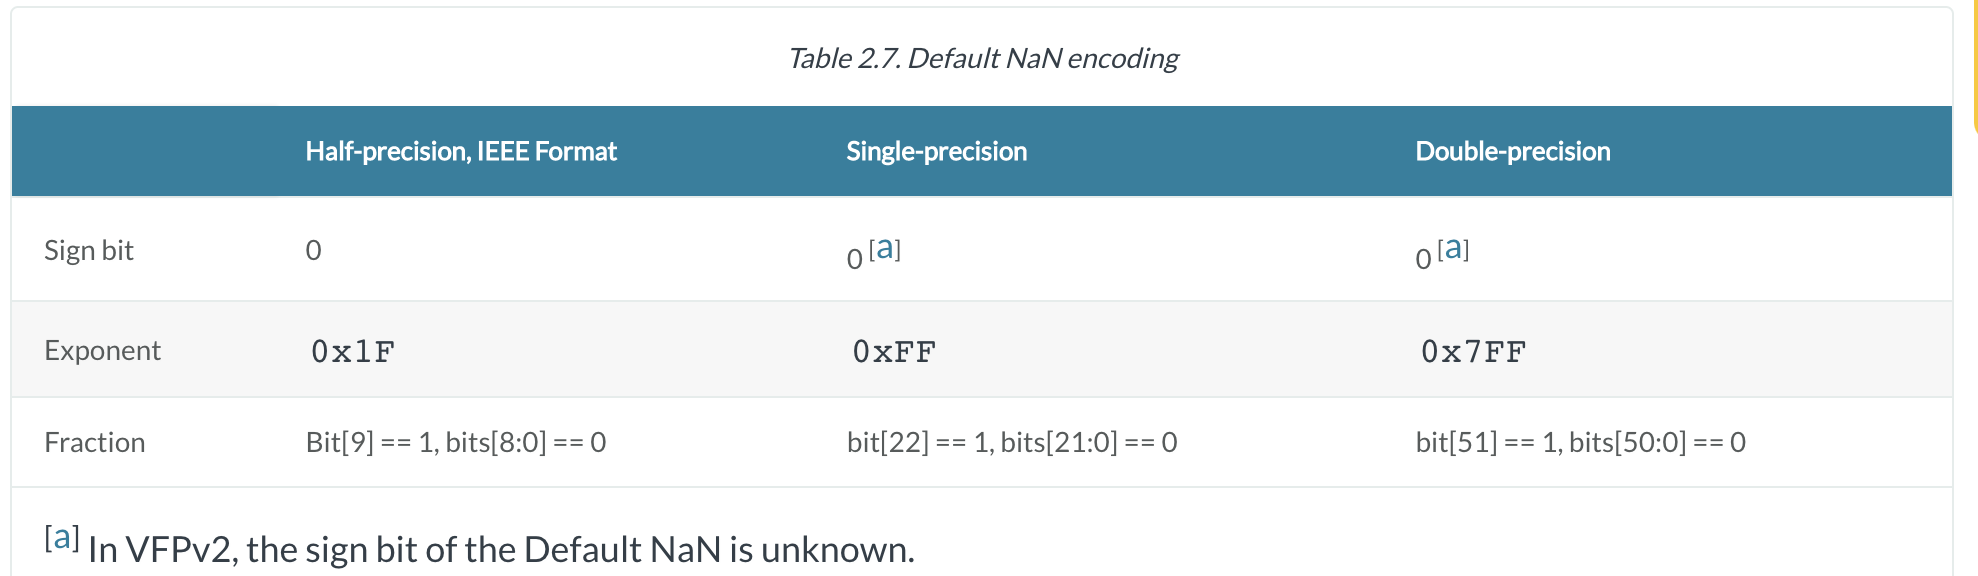 Table 2.7. Default NaN encoding
Half-precision, IEEE Format Single-precision Double-precision
Sign bit 0 0 [a] 0 [a]
Exponent 0x1F 0xFF 0x7FF
Fraction Bit[9] == 1, bits[8:0] == 0 bit[22] == 1, bits[21:0] == 0 bit[51] == 1, bits[50:0] == 0
[a] In VFPv2, the sign bit of the Default NaN is unknown.